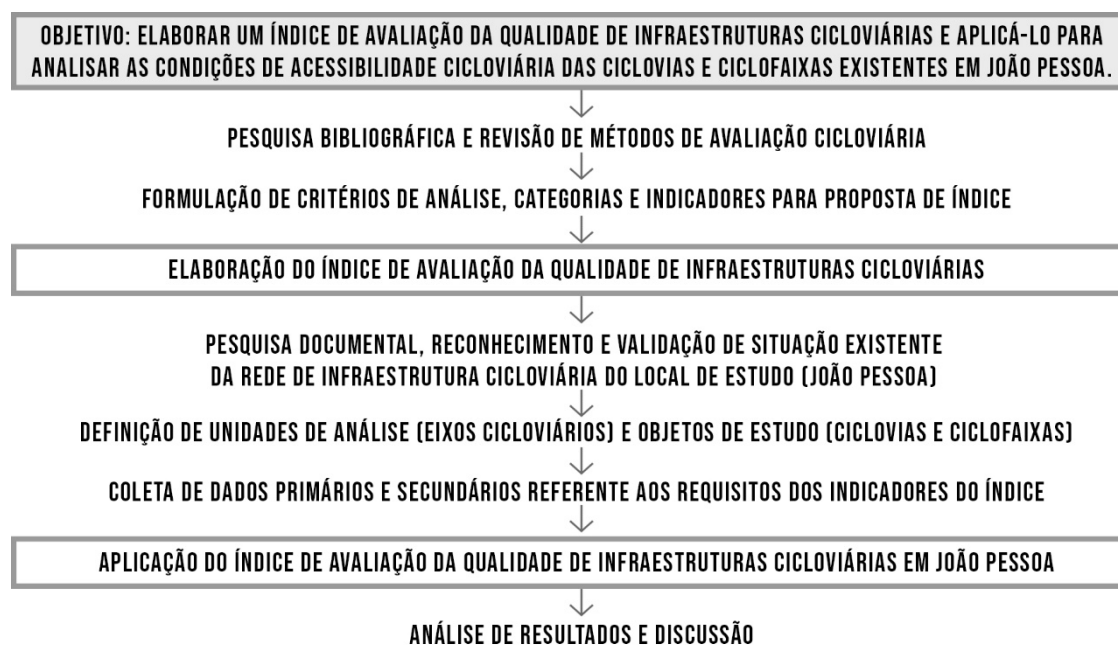 OBJETIVO: ELABORAR UM ÍNDICE DE AVALIAÇÃO DA QUALIDADE DE INFRAESTRUTURAS CICLOVIÁRIAS E APLICÁ-LO PARA
ANALISAR AS CONDIÇÕES DE ACESSIBILIDADE CICLOVIÁRIA DAS CICLOVIAS E CICLOFAIXAS EXISTENTES EM JOÃO PESSOA.
PESQUISA BIBLIOGRÁFICA E REVISÃO DE MÉTODOS DE AVALIAÇÃO CICLOVIÁRIA
FORMULAÇÃO DE CRITÉRIOS DE ANÁLISE, CATEGORIAS E INDICADORES PARA PROPOSTA DE ÍNDICE
ELABORAÇÃO DO ÍNDICE DE AVALIAÇÃO DA QUALIDADE DE INFRAESTRUTURAS CICLOVIÁRIAS
PESQUISA DOCUMENTAL, RECONHECIMENTO E VALIDAÇÃO DE SITUAÇÃO EXISTENTE
DA REDE DE INFRAESTRUTURA CICLOVIÁRIA DO LOCAL DE ESTUDO (JOÃO PESSOA)
DEFINIÇÃO DE UNIDADES DE ANÁLISE (EIXOS CICLOVIÁRIOS) E OBJETOS DE ESTUDO (CICLOVIAS E CICLOFAIXAS)
COLETA DE DADOS PRIMÁRIOS E SECUNDÁRIOS REFERENTE AOS REQUISITOS DOS INDICADORES DO ÍNDICE
APLICAÇÃO DO ÍNDICE DE AVALIAÇÃO DA QUALIDADE DE INFRAESTRUTURAS CICLOVIÁRIAS EM JOÃO PESSOA
ANÁLISE DE RESULTADOS E DISCUSSÃO